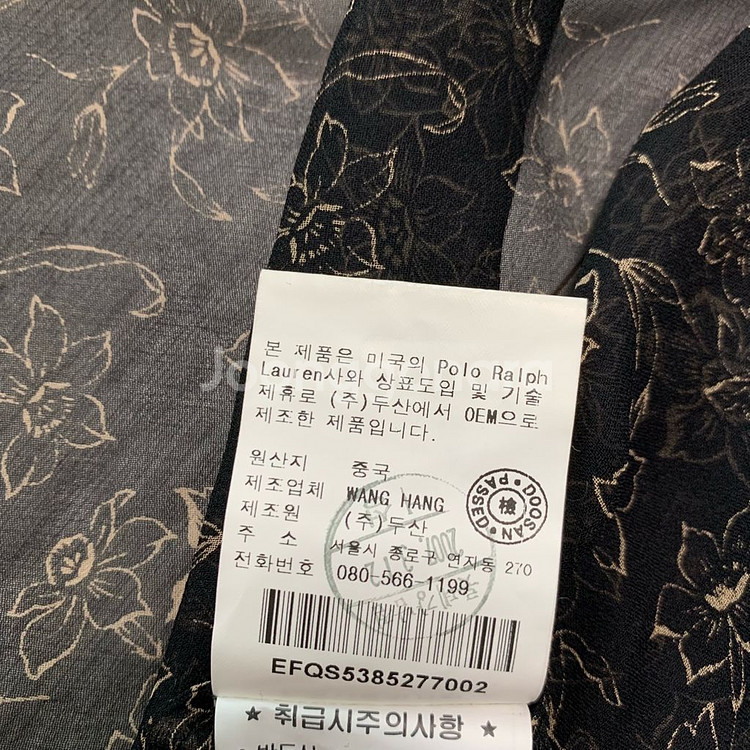 본 제품은 미국의 Polo Ralph
Lauren사와 상표도입 및 기술
제휴로 (주)두산에서 OEM으로
제조한 제품입니다.
원산지 중국
제조업체 WANG HANG
제조원 (주)두산
주 소 서울시 종로구 연지동 270
전화번호 080-566-1199
DOOSAN • PASSED •
檢
EFQS5385277002
★ 취급시주의사항 ★